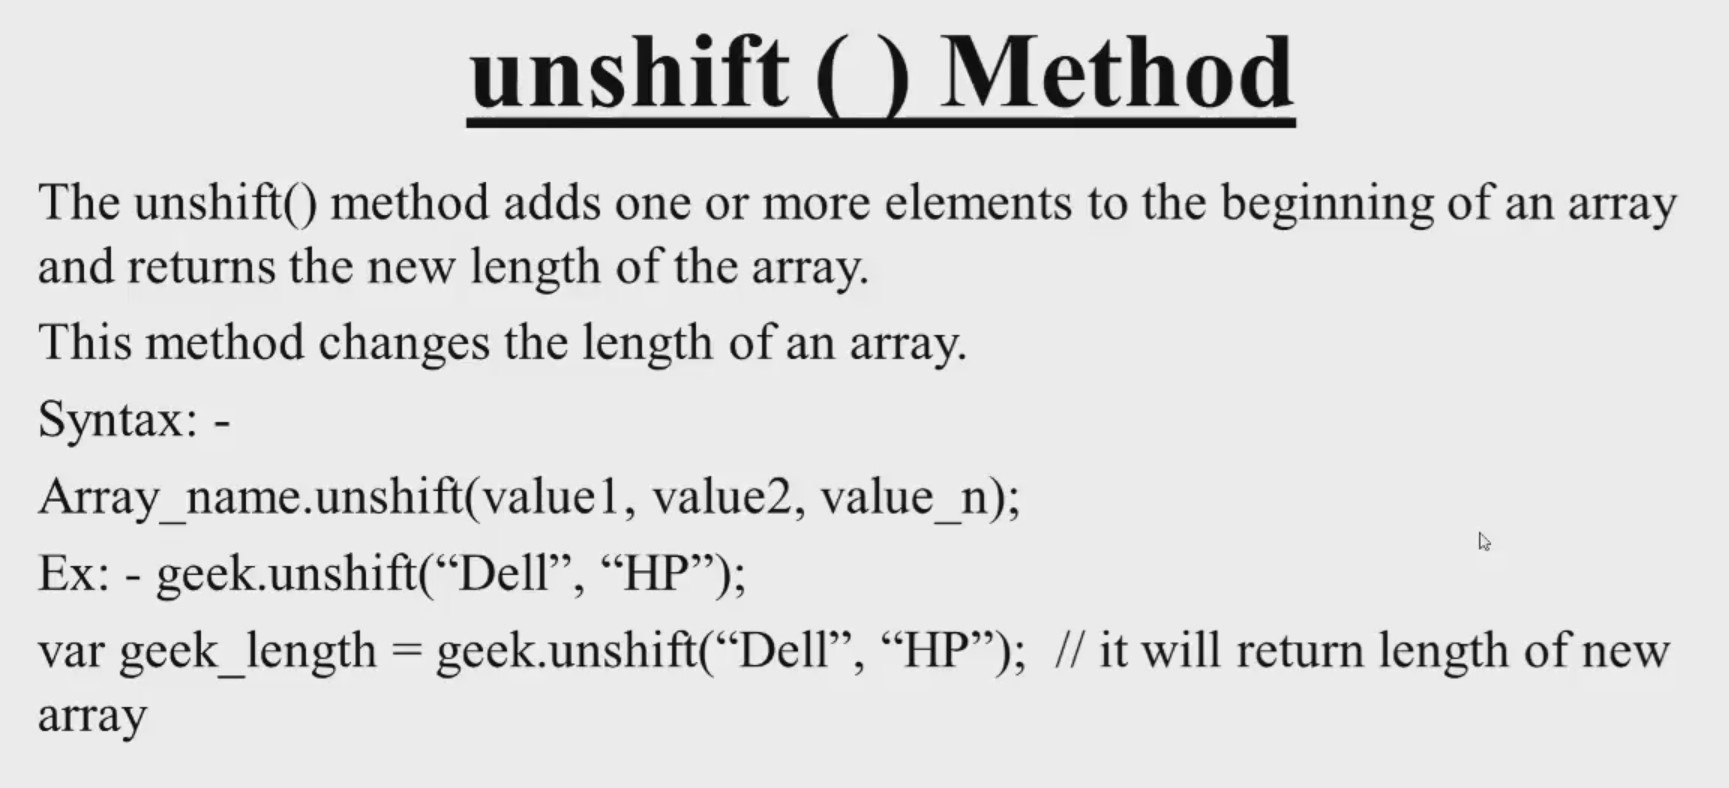 unshift ( ) Method
The unshift() method adds one or more elements to the beginning of an array
and returns the new length of the array.
This method changes the length of an array.
Syntax: -
Array_name.unshift(value1, value2, value_n);
Ex: - geek.unshift(“Dell”, “HP”);
var geek_length = geek.unshift(“Dell”, “HP”);  // it will return length of new
array